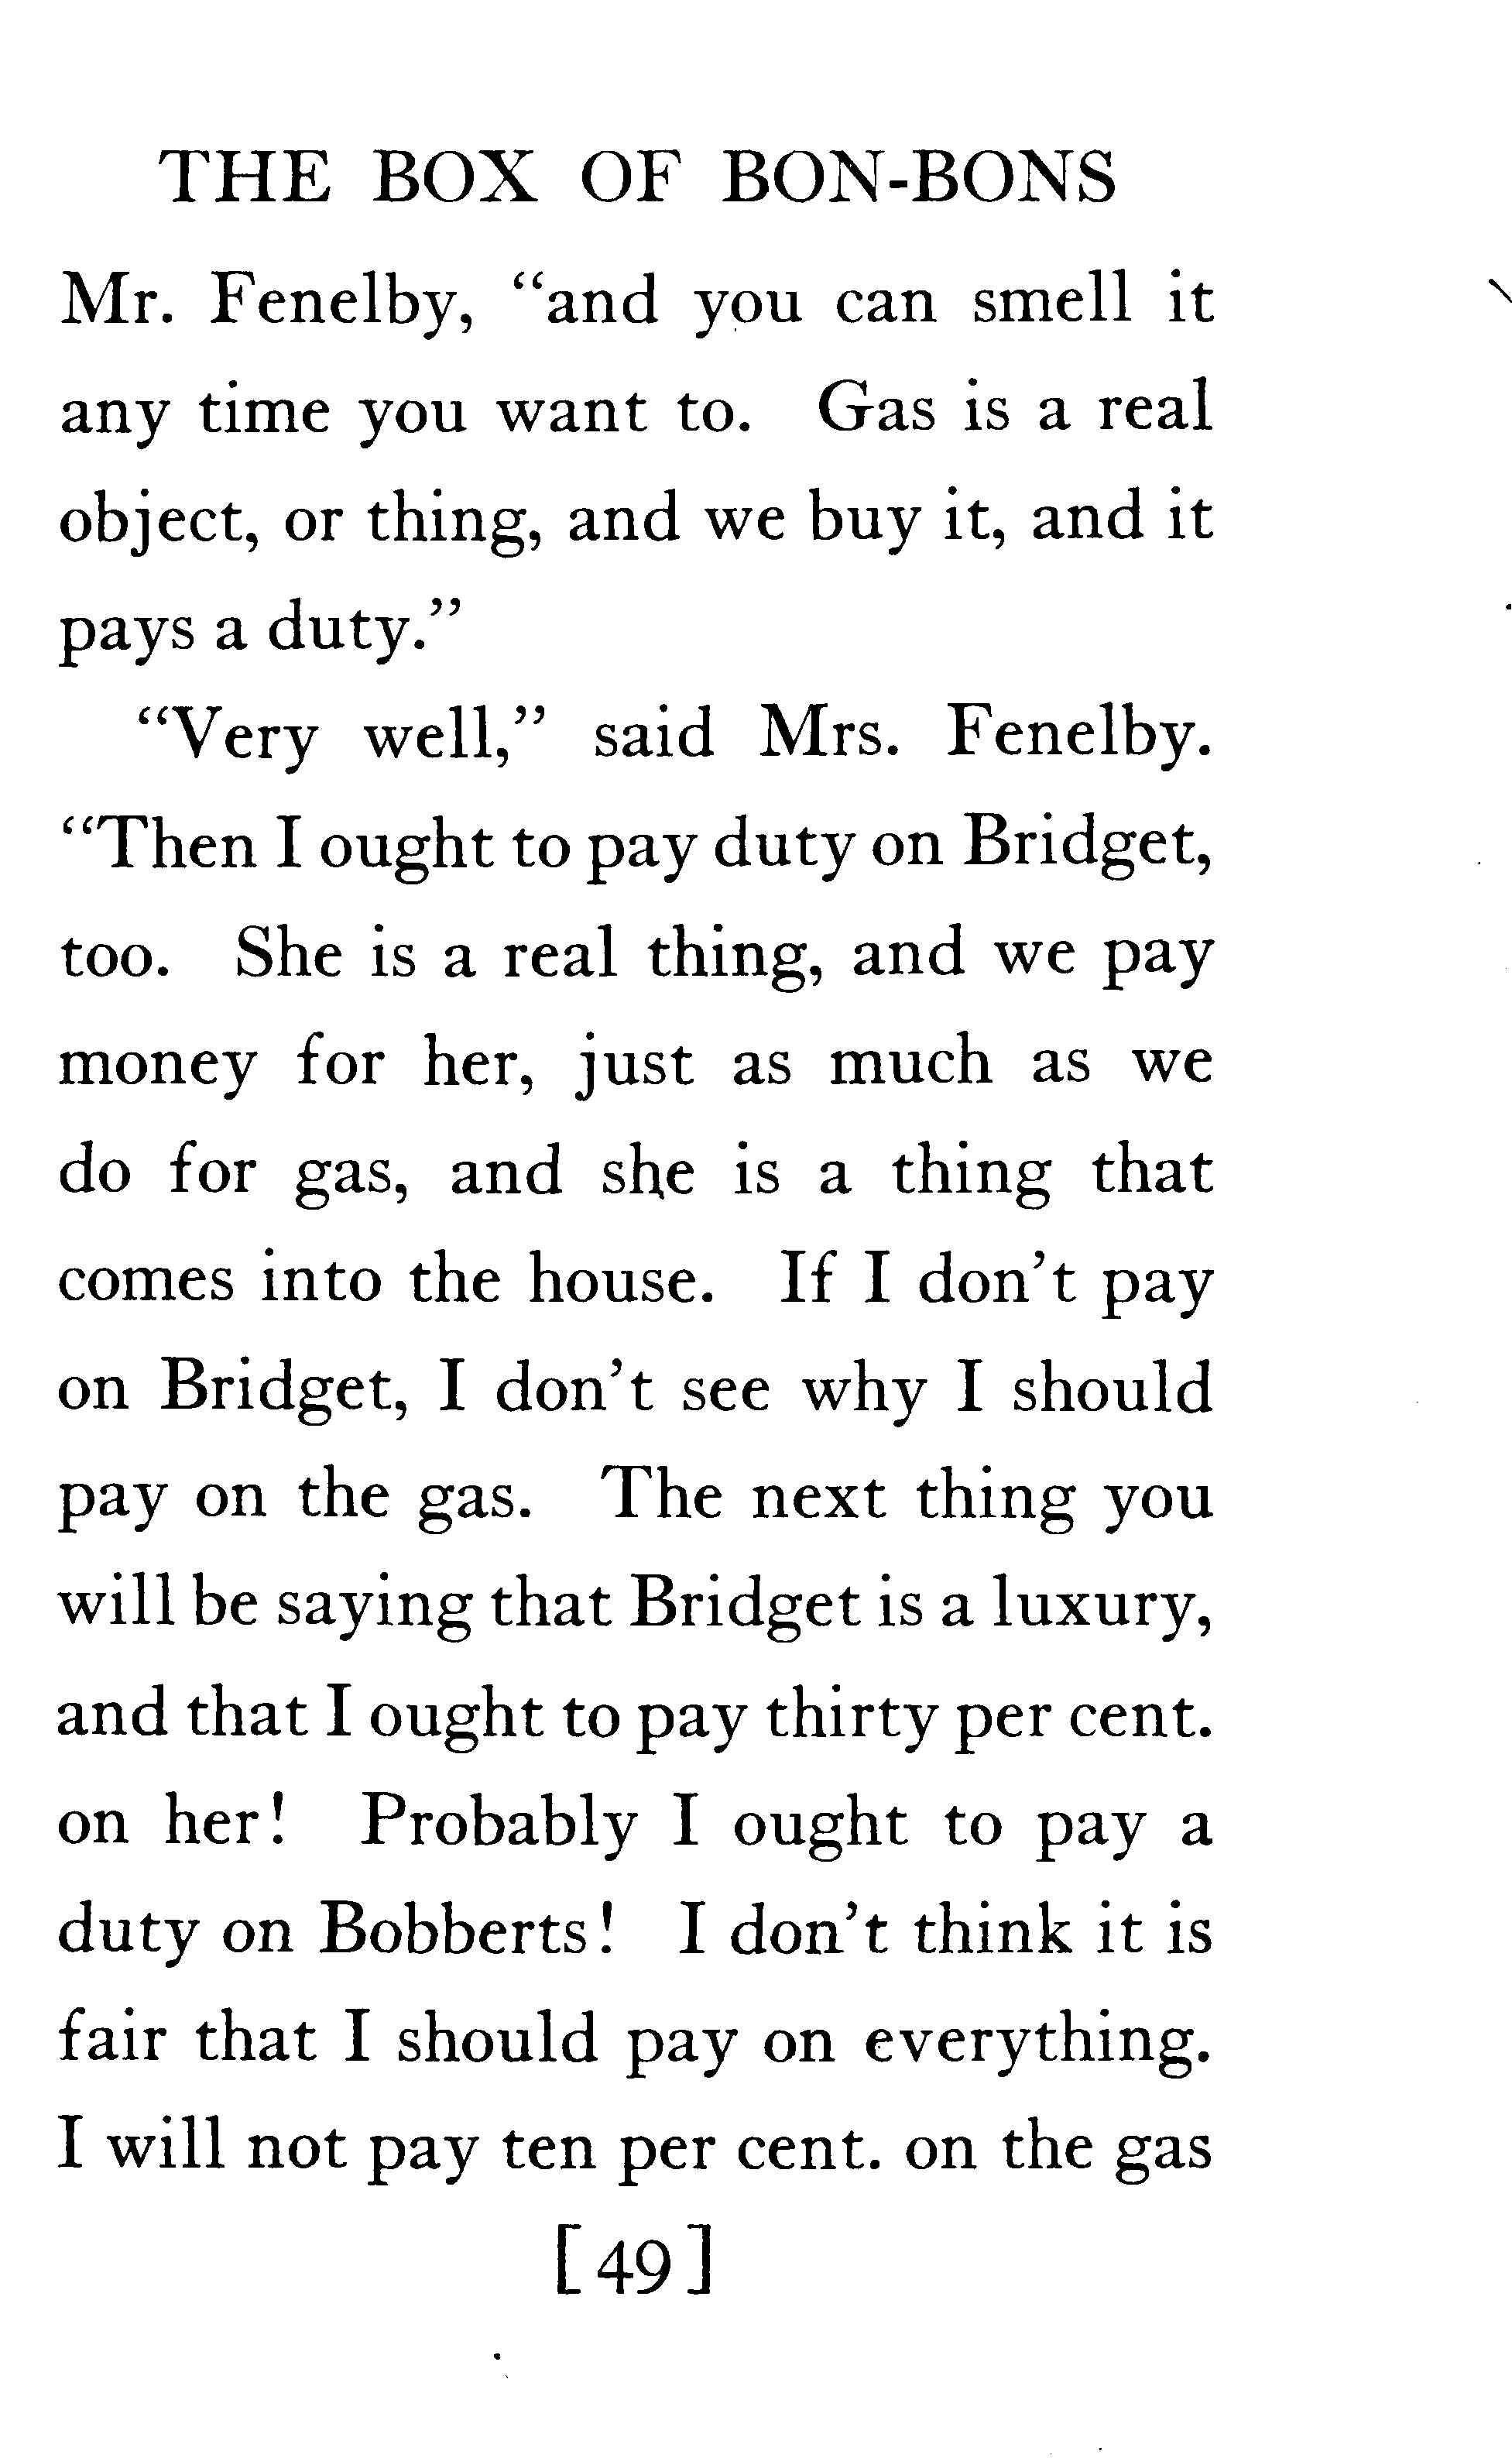 THE BOX OF BON-BONS
Mr. Fenelby, “and you can smell it
any time you want to. Gas is a real
object, or thing, and we buy it, and it
pays a duty.”
“Very well,” said Mrs. Fenelby.
“Then I ought to pay duty on Bridget,
too. She is a real thing, and we pay
money for her, just as much as we
do for gas, and she is a thing that
comes into the house. If I don’t pay
on Bridget, I don’t see why I should
pay on the gas. The next thing you
will be saying that Bridget is a luxury,
and that I ought to pay thirty per cent.
on her! Probably I ought to pay a
duty on Bobberts! I don’t think it is
fair that I should pay on everything.
I will not pay ten per cent. on the gas
[49]